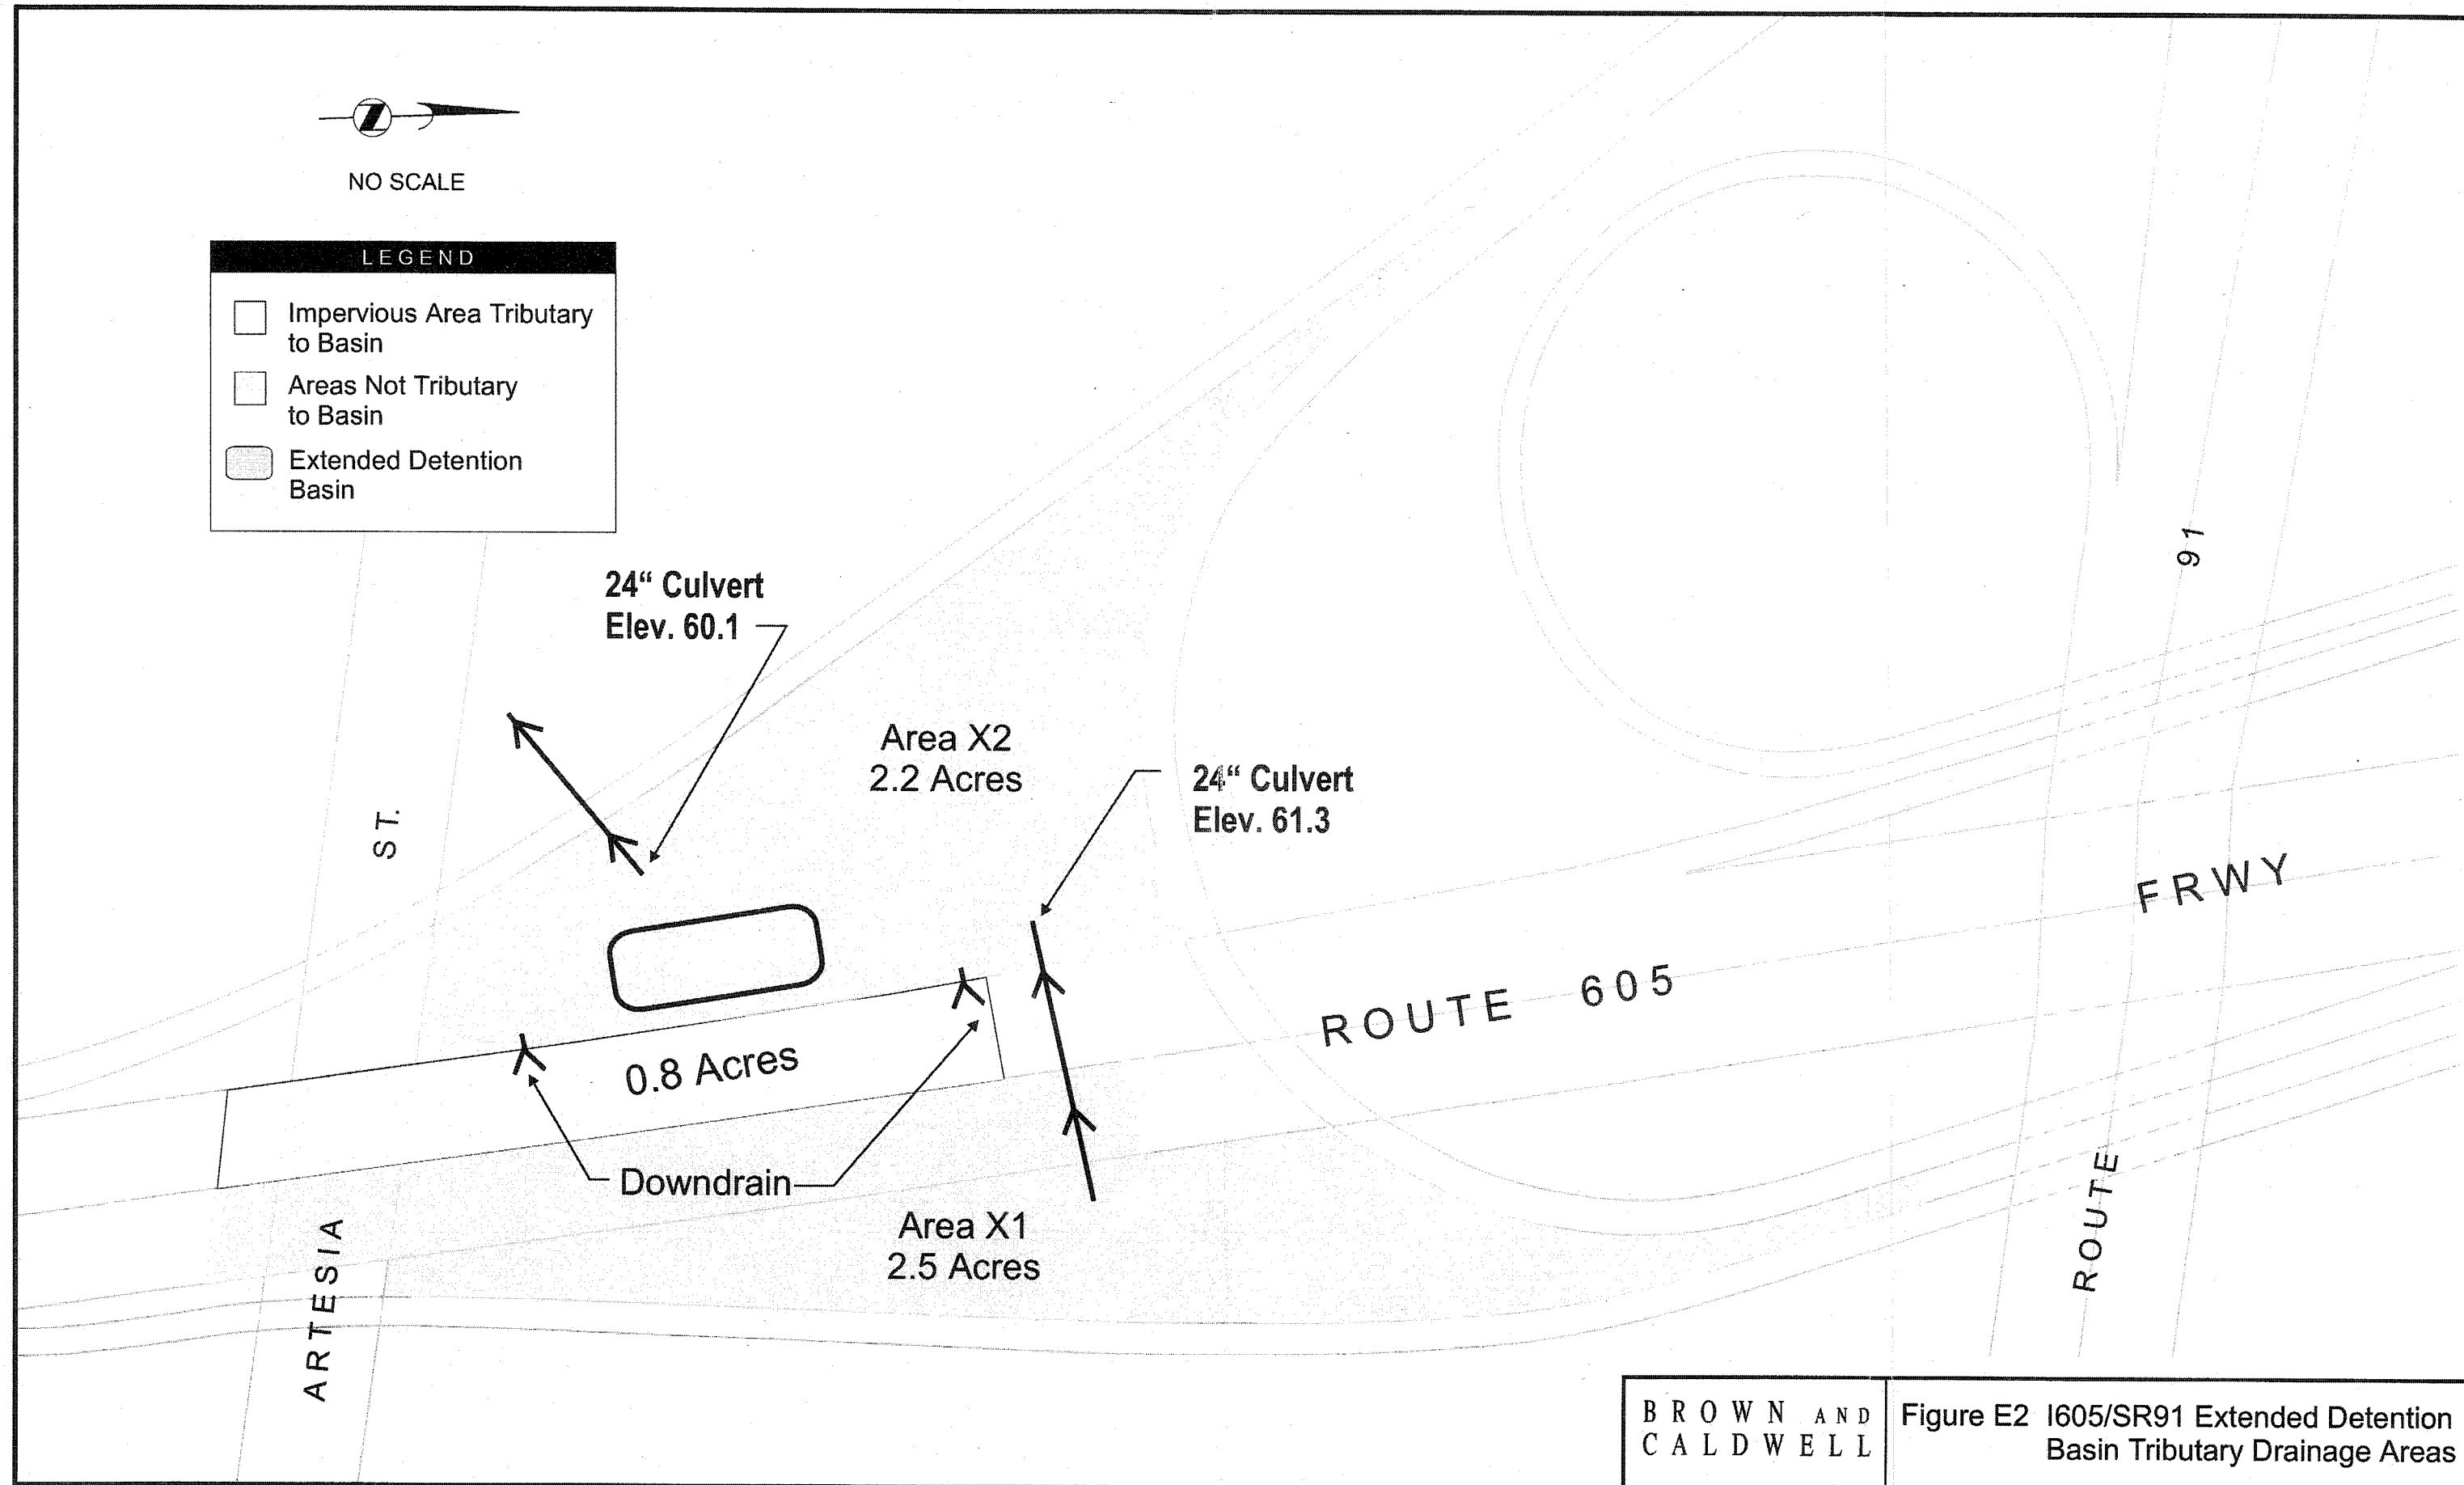 NO SCALE
LEGEND
Impervious Area Tributary
to Basin
Areas Not Tributary
to Basin
Extended Detention
Basin
24“ Culvert
Elev. 60.1
Area X2
2.2 Acres
24“ Culvert
Elev. 61.3
ST.
91
FRWY
ROUTE 605
0.8 Acres
Downdrain
Area X1
2.5 Acres
ARTESIA
ROUTE
BROWN AND
CALDWELL
Figure E2 I605/SR91 Extended Detention
Basin Tributary Drainage Areas